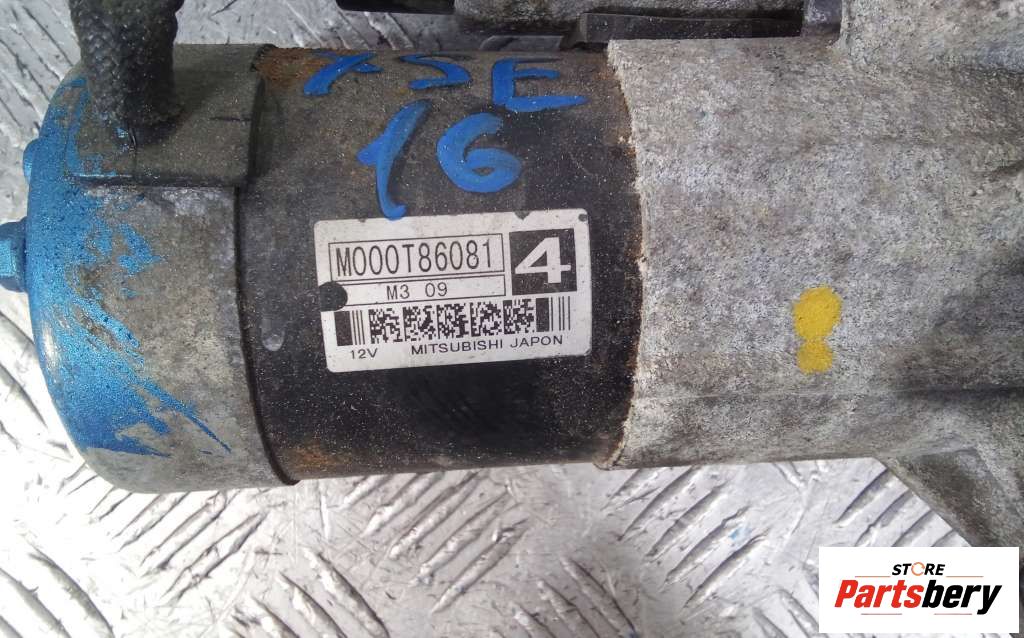 7SE
16
M000T86081
4
M3 09
12V MITSUBISHI JAPON
STORE
Partsbery